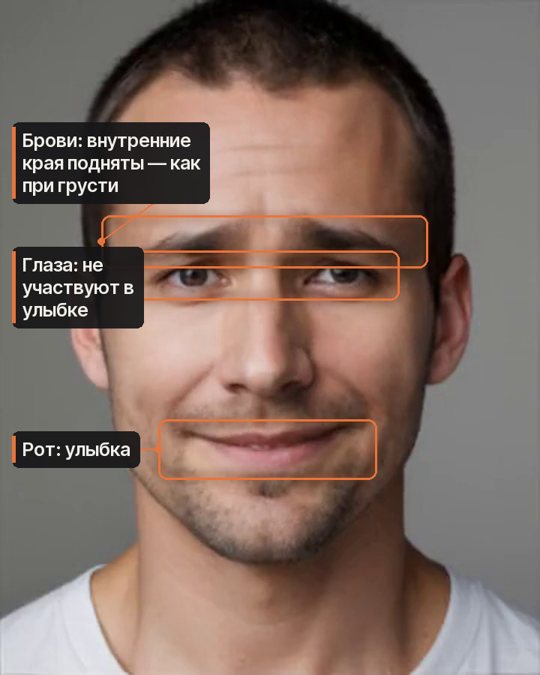 Брови: внутренние
края подняты — как
при грусти
Глаза: не
участвуют в
улыбке
Рот: улыбка